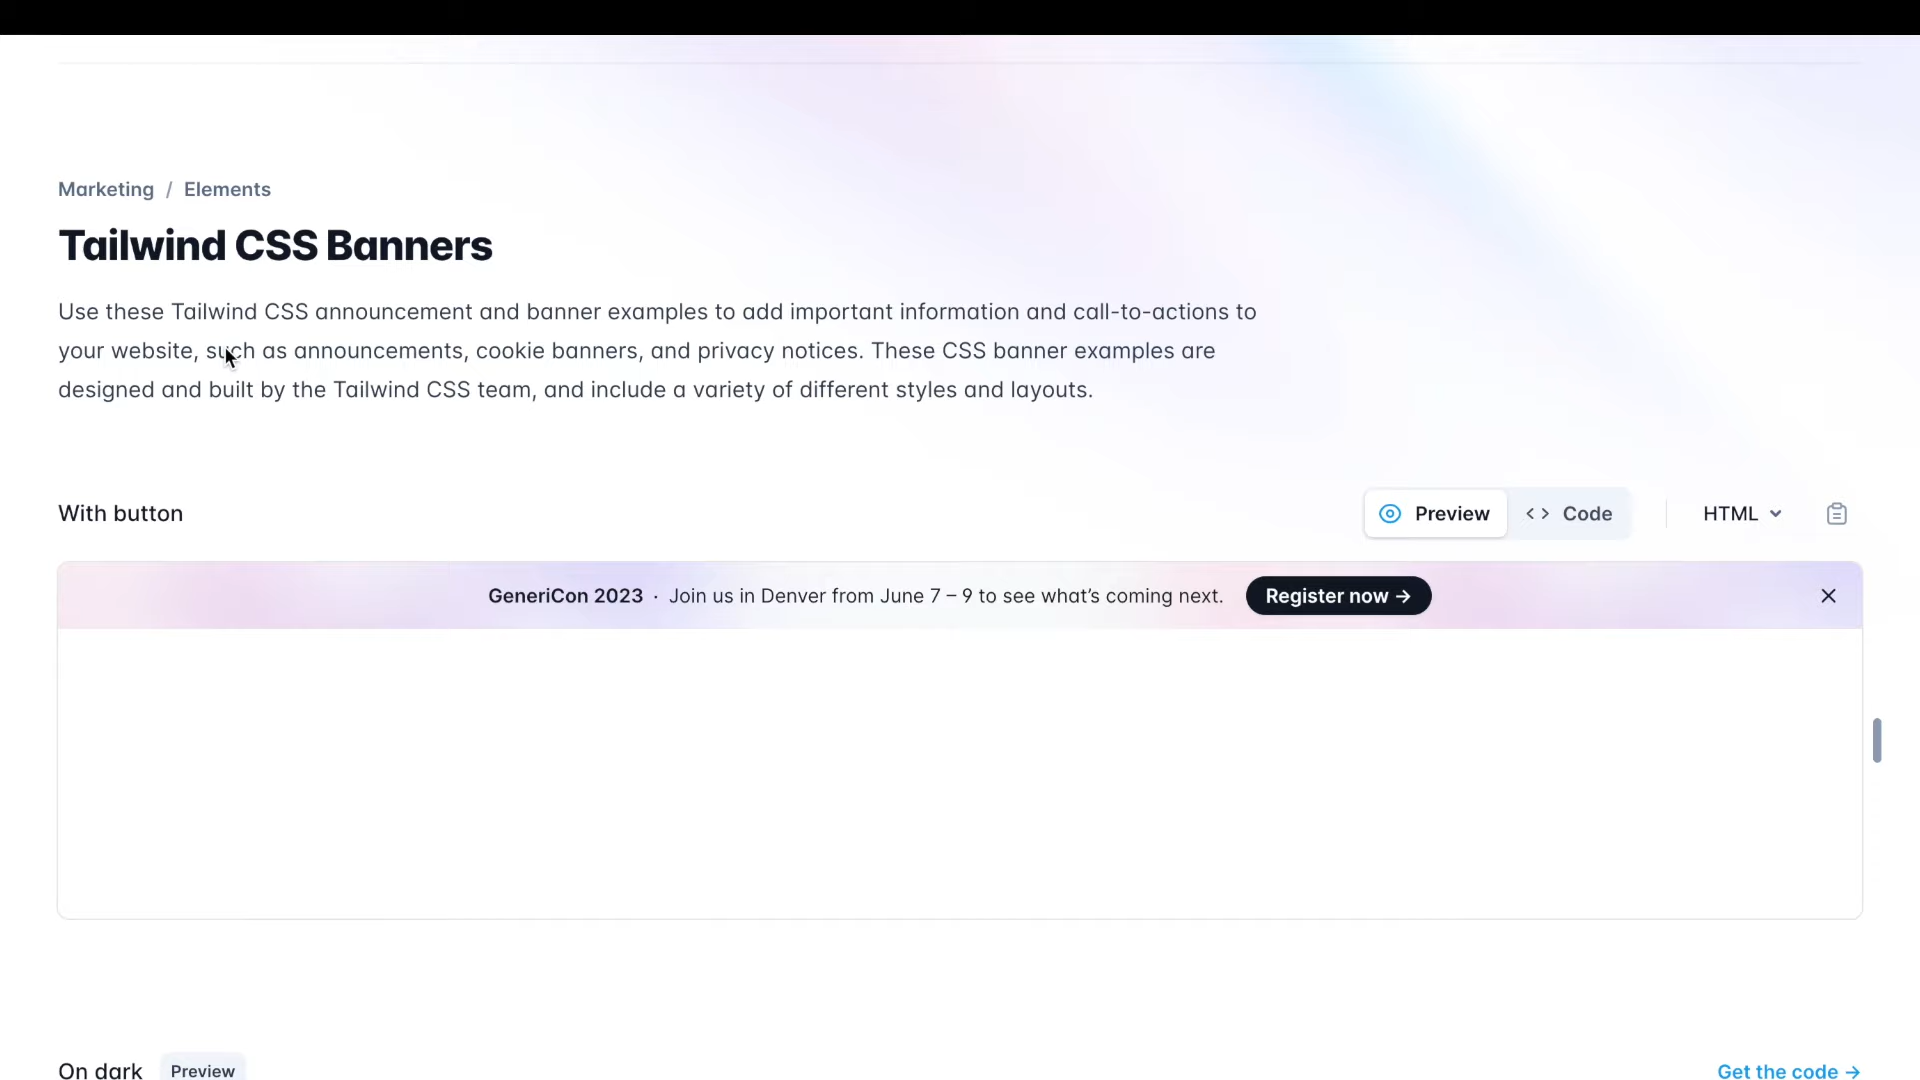 Marketing / Elements
Tailwind CSS Banners
Use these Tailwind CSS announcement and banner examples to add important information and call-to-actions to
your website, such as announcements, cookie banners, and privacy notices. These CSS banner examples are
designed and built by the Tailwind CSS team, and include a variety of different styles and layouts.
With button
Preview
<> Code
HTML
GeneriCon 2023 · Join us in Denver from June 7 – 9 to see what's coming next. Register now →
On dark Preview
Get the code →